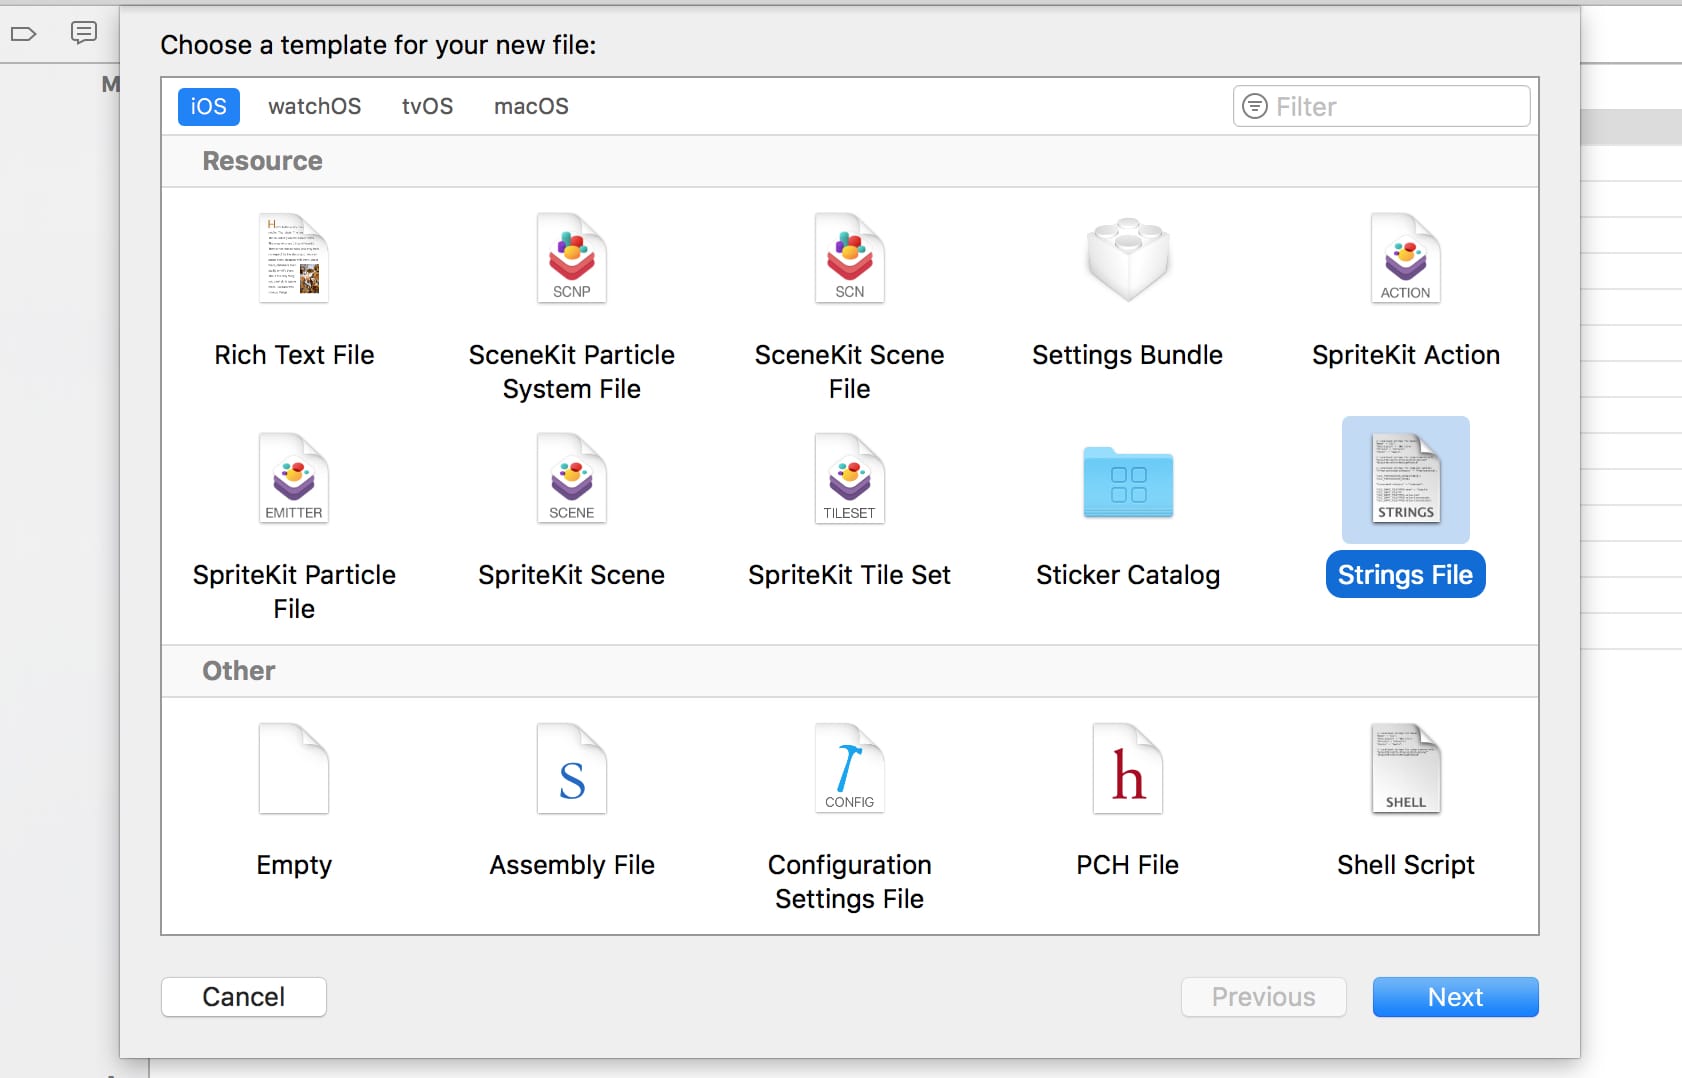 Choose a template for your new file:
M
iOS watchOS tvOS macOS Filter
Resource
SCNP SCN ACTION
Rich Text File SceneKit Particle System File SceneKit Scene File Settings Bundle SpriteKit Action
EMITTER SCENE TILESET STRINGS
SpriteKit Particle File SpriteKit Scene SpriteKit Tile Set Sticker Catalog Strings File
Other
S CONFIG h SHELL
Empty Assembly File Configuration Settings File PCH File Shell Script
Cancel Previous Next